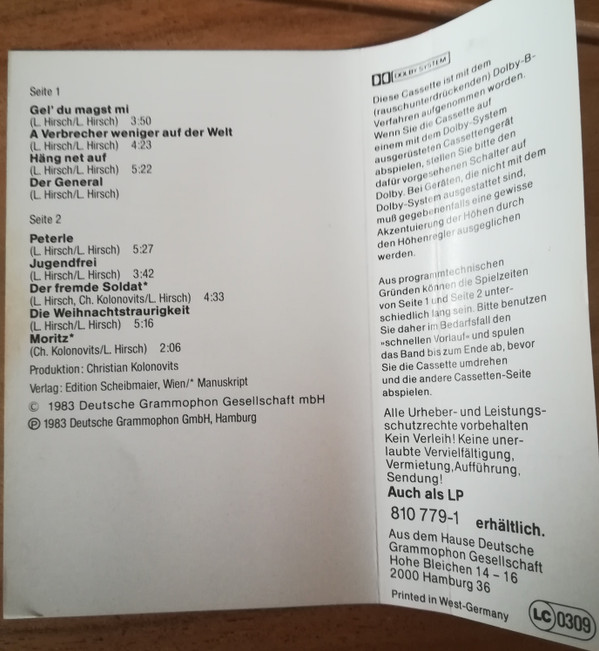 Seite 1
Gel' du magst mi
(L. Hirsch/L. Hirsch) 3:50
A Verbrecher weniger auf der Welt
(L. Hirsch/L. Hirsch) 4:23
Häng net auf
(L. Hirsch/L. Hirsch) 5:22
Der General
(L. Hirsch/L. Hirsch)
Seite 2
Peterle
(L. Hirsch/L. Hirsch) 5:27
Jugendfrei
(L. Hirsch/L. Hirsch) 3:42
Der fremde Soldat*
(L. Hirsch, Ch. Kolonovits/L. Hirsch) 4:33
Die Weihnachtstraurigkeit
(L. Hirsch/L. Hirsch) 5:16
Moritz*
(Ch. Kolonovits/L. Hirsch) 2:06
Produktion: Christian Kolonovits
Verlag: Edition Scheibmaier, Wien/* Manuskript
© 1983 Deutsche Grammophon Gesellschaft mbH
℗ 1983 Deutsche Grammophon GmbH, Hamburg
DOLBY SYSTEM
Diese Cassette ist mit dem
(rauschunterdrückenden) Dolby-B-
Verfahren aufgenommen worden.
Wenn Sie die Cassette auf
einem mit dem Dolby-System
ausgerüsteten Cassettengerät
abspielen, stellen Sie bitte den
dafür vorgesehenen Schalter auf
Dolby. Bei Geräten, die nicht mit dem
Dolby-System ausgestattet sind,
muß gegebenenfalls eine gewisse
Akzentuierung der Höhen durch
den Höhenregler ausgeglichen
werden.
Aus programmtechnischen
Gründen können die Spielzeiten
von Seite 1 und Seite 2 unter-
schiedlich lang sein. Bitte benutzen
Sie daher im Bedarfsfall den
»schnellen Vorlauf« und spulen
das Band bis zum Ende ab, bevor
Sie die Cassette umdrehen
und die andere Cassetten-Seite
abspielen.
Alle Urheber- und Leistungs-
schutzrechte vorbehalten
Kein Verleih! Keine uner-
laubte Vervielfältigung,
Vermietung, Aufführung,
Sendung!
Auch als LP
810 779-1 erhältlich.
Aus dem Hause Deutsche
Grammophon Gesellschaft
Hohe Bleichen 14 – 16
2000 Hamburg 36
Printed in West-Germany
LC 0309